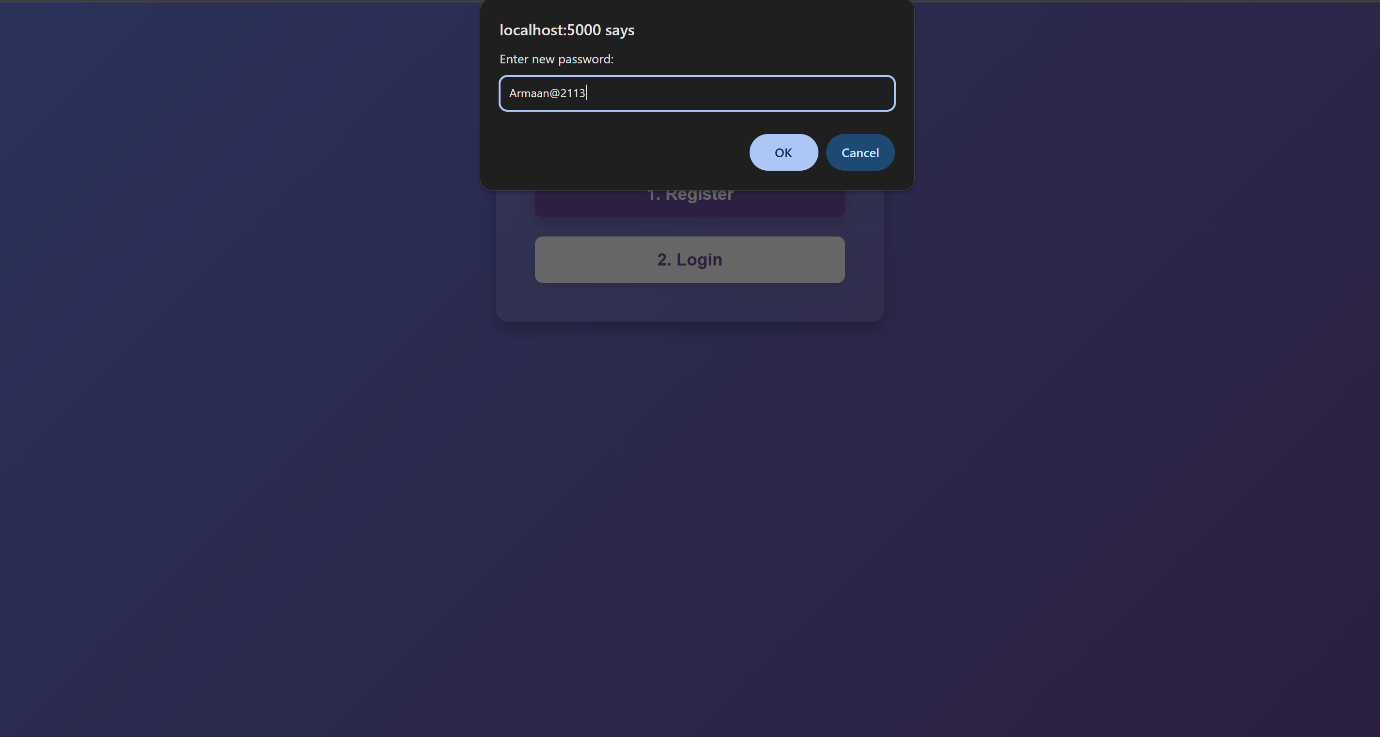 localhost:5000 says
Enter new password:
Armaan@2113
OK
Cancel
1. Register
2. Login